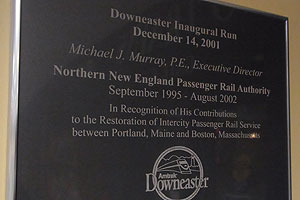 Downeaster Inaugural Run
December 14, 2001
Michael J. Murray, P.E., Executive Director
Northern New England Passenger Rail Authority
September 1995 - August 2002
In Recognition of His Contributions
to the Restoration of Intercity Passenger Rail Service
between Portland, Maine and Boston, Massachusetts
Amtrak
Downeaster